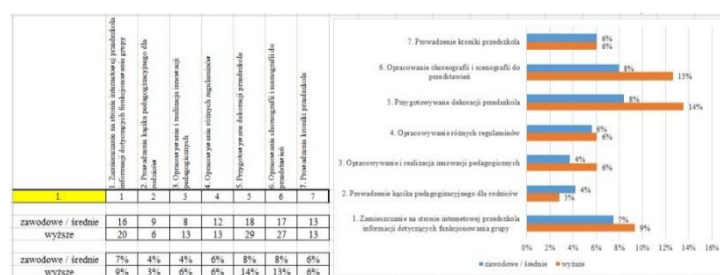 1. Zamieszczanie na stronie internetowej przedszkola
informacji dotyczących funkcjonowania grupy
2. Prowadzenie kącika pedagogizacyjnego dla
rodziców
3. Opracowywanie i realizacja innowacji
pedagogicznych
4. Opracowywanie różnych regulaminów
5. Przygotowywanie dekoracji przedszkola
6. Opracowanie choreografii i scenografii do
przedstawień
7. Prowadzenie kroniki przedszkola
I. 1 2 3 4 5 6 7
zawodowe / średnie 16 9 8 12 18 17 13
wyższe 20 6 13 13 29 27 13
zawodowe / średnie 7% 4% 4% 6% 8% 8% 6%
wyższe 9% 3% 6% 6% 14% 13% 6%
7. Prowadzenie kroniki przedszkola 6%
6%
6. Opracowanie choreografii i scenografii do
przedstawień 8%
13%
5. Przygotowywanie dekoracji przedszkola 8%
14%
4. Opracowywanie różnych regulaminów 6%
6%
3. Opracowywanie i realizacja innowacji pedagogicznych 4%
6%
2. Prowadzenie kącika pedagogizacyjnego dla rodziców 4%
3%
1. Zamieszczanie na stronie internetowej przedszkola
informacji dotyczących funkcjonowania grupy 7%
9%
0% 2% 4% 6% 8% 10% 12% 14% 16%
zawodowe / średnie wyższe